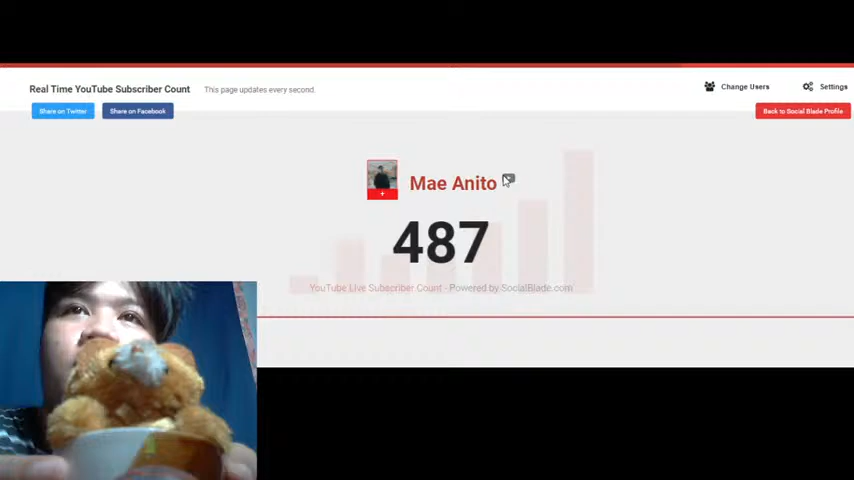 Real Time YouTube Subscriber Count This page updates every second.
Change Users Settings
Share on Twitter Share on Facebook
Back to Social Blade Profile
Mae Anito
487
YouTube Live Subscriber Count - Powered by SocialBlade.com